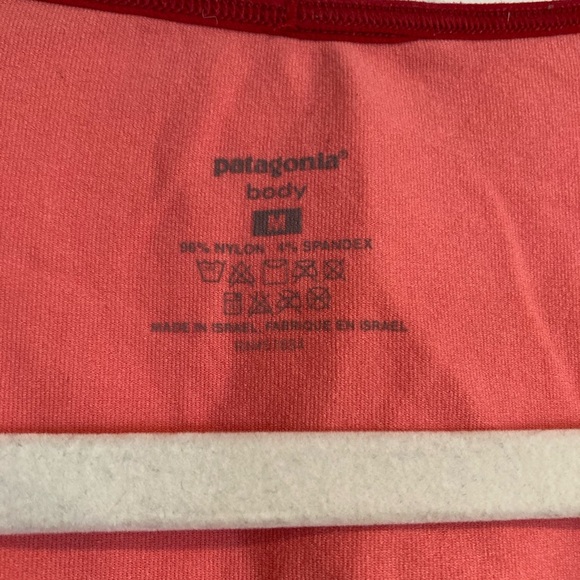 patagonia®
body
M
96% NYLON 4% SPANDEX
MADE IN ISRAEL, FABRIQUE EN ISRAEL